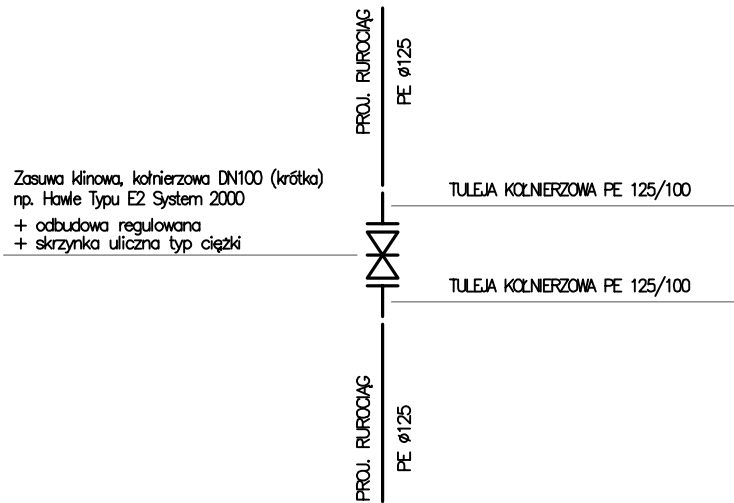 PROJ. RUROCIĄG
PE ø125
Zasuwa klinowa, kołnierzowa DN100 (krótka)
np. Hawle Typu E2 System 2000
+ odbudowa regulowana
+ skrzynka uliczna typ ciężki
TULEJA KOŁNIERZOWA PE 125/100
TULEJA KOŁNIERZOWA PE 125/100
PROJ. RUROCIĄG
PE ø125